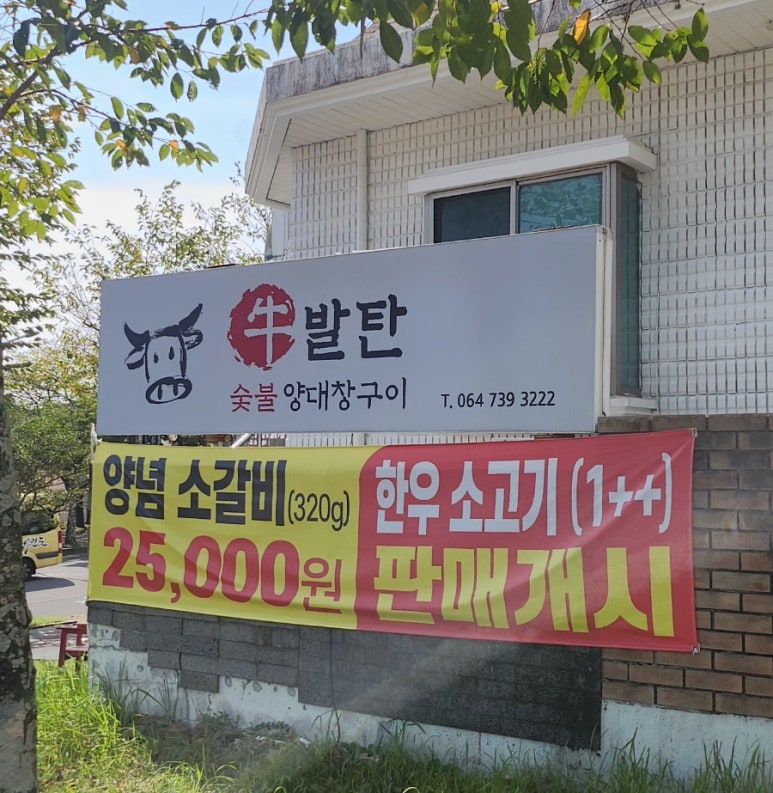 牛발탄
숯불 양대창구이
T. 064 739 3222
양념 소갈비(320g)
25,000원
한우 소고기(1++)
판매개시